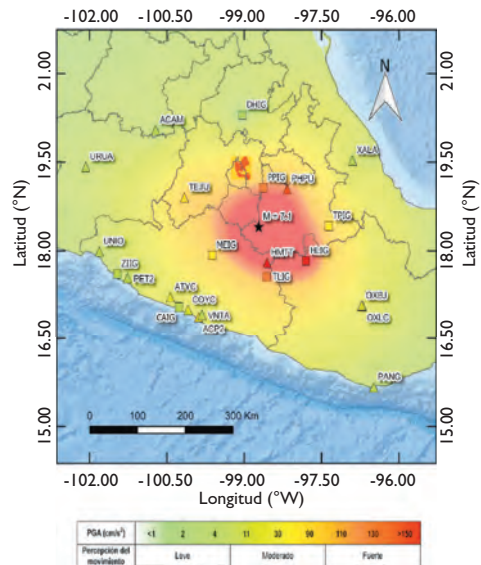 -102.00 -100.50 -99.00 -97.50 -96.00
21.00
19.50
18.00
16.50
15.00
Latitud (°N)
N
DHIG
ACAM
URUA
XALA
PPIG PHPU
TEJU
M = 7.1
TPIG
MEIG
HMTT HLIG
TLIG
UNIO
ZIIG
PET2
ATYC
COYC
CAIG
VNTA
ACP2
OXLC
PANG
0 100 200 300 Km
21.00
19.50
18.00
16.50
15.00
Latitud (°N)
-102.00 -100.50 -99.00 -97.50 -96.00
Longitud (°W)
PGA (cm/s²) <1 2 4 11 30 90 110 130 >150
Percepción del movimiento Leve Moderado Fuerte